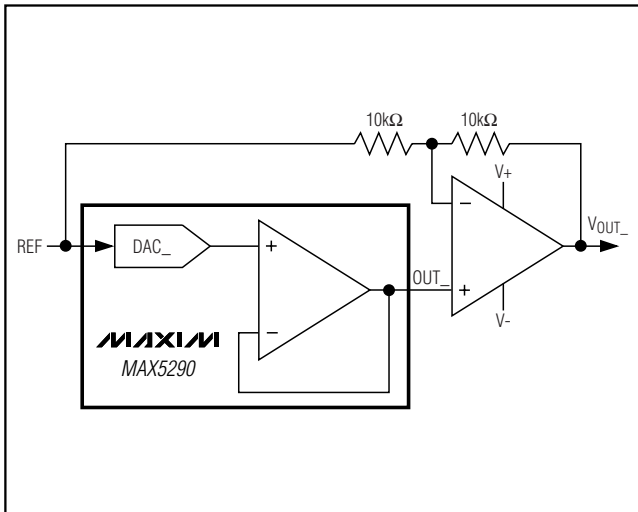 10kΩ 10kΩ
V+
−
REF DAC_ + OUT_ + VOUT_
−
V-
MAXIM
MAX5290